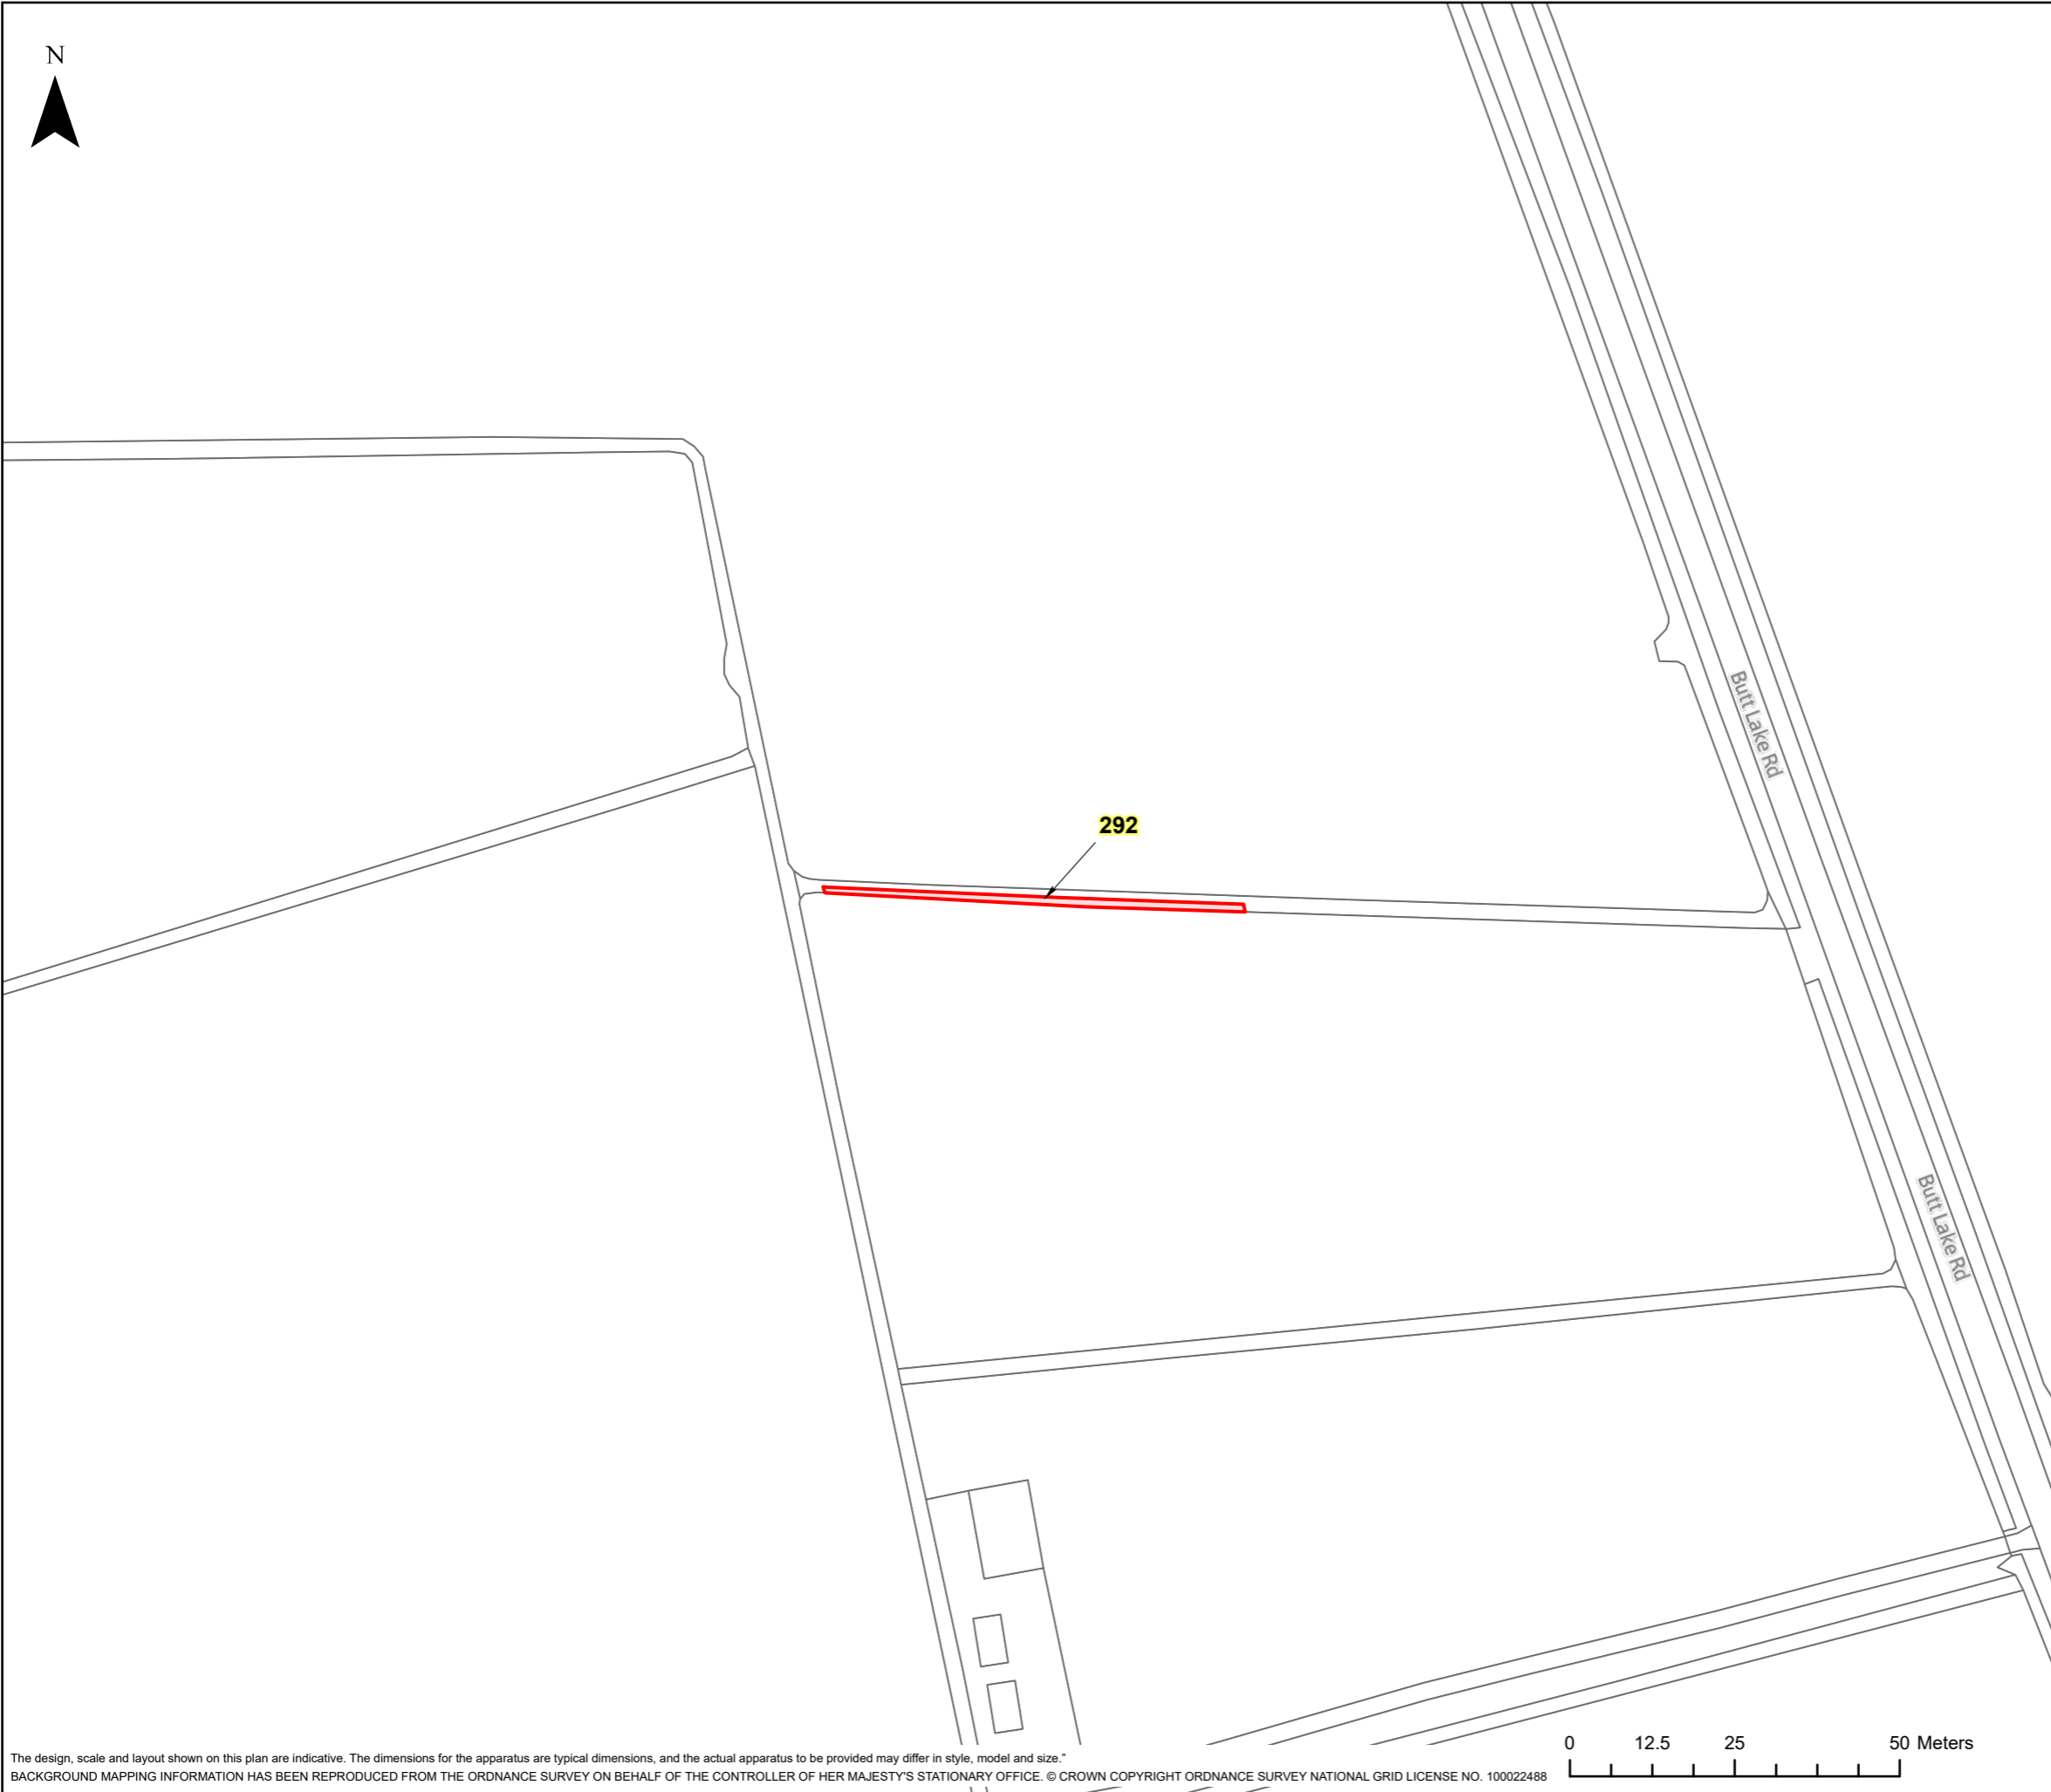 N
Butt Lake Rd
292
Butt Lake Rd
0 12.5 25 50 Meters
The design, scale and layout shown on this plan are indicative. The dimensions for the apparatus are typical dimensions, and the actual apparatus to be provided may differ in style, model and size."
BACKGROUND MAPPING INFORMATION HAS BEEN REPRODUCED FROM THE ORDNANCE SURVEY ON BEHALF OF THE CONTROLLER OF HER MAJESTY'S STATIONARY OFFICE. © CROWN COPYRIGHT ORDNANCE SURVEY NATIONAL GRID LICENSE NO. 100022488